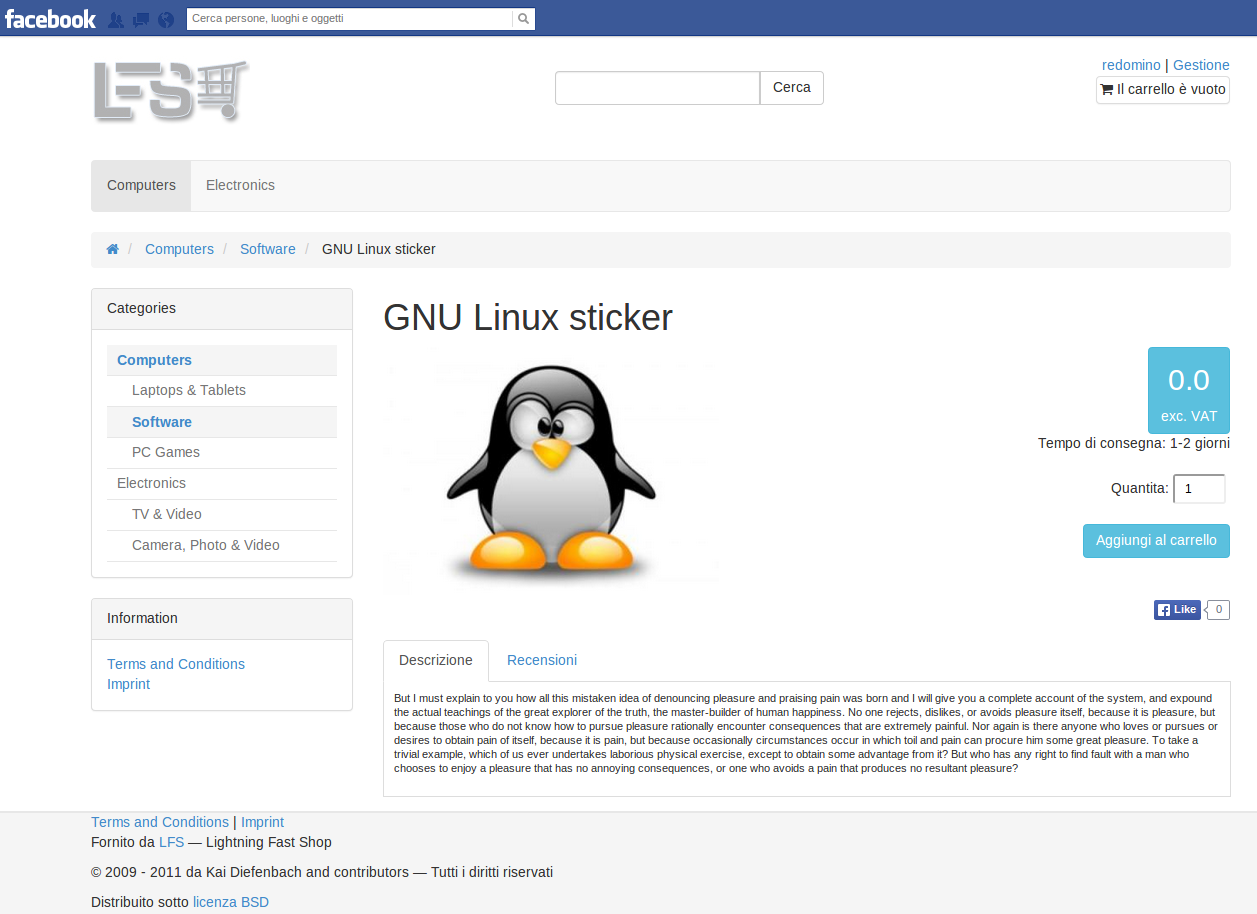 facebook
Cerca persone, luoghi e oggetti
LFS
redomino | Gestione
Cerca
Il carrello è vuoto
Computers
Electronics
/ Computers / Software / GNU Linux sticker
Categories
Computers
Laptops & Tablets
Software
PC Games
Electronics
TV & Video
Camera, Photo & Video
Information
Terms and Conditions
Imprint
GNU Linux sticker
0.0
exc. VAT
Tempo di consegna: 1-2 giorni
Quantita: 1
Aggiungi al carrello
Like 0
Descrizione
Recensioni
But I must explain to you how all this mistaken idea of denouncing pleasure and praising pain was born and I will give you a complete account of the system, and expound
the actual teachings of the great explorer of the truth, the master-builder of human happiness. No one rejects, dislikes, or avoids pleasure itself, because it is pleasure, but
because those who do not know how to pursue pleasure rationally encounter consequences that are extremely painful. Nor again is there anyone who loves or pursues or
desires to obtain pain of itself, because it is pain, but because occasionally circumstances occur in which toil and pain can procure him some great pleasure. To take a
trivial example, which of us ever undertakes laborious physical exercise, except to obtain some advantage from it? But who has any right to find fault with a man who
chooses to enjoy a pleasure that has no annoying consequences, or one who avoids a pain that produces no resultant pleasure?
Terms and Conditions | Imprint
Fornito da LFS — Lightning Fast Shop
© 2009 - 2011 da Kai Diefenbach and contributors — Tutti i diritti riservati
Distribuito sotto licenza BSD